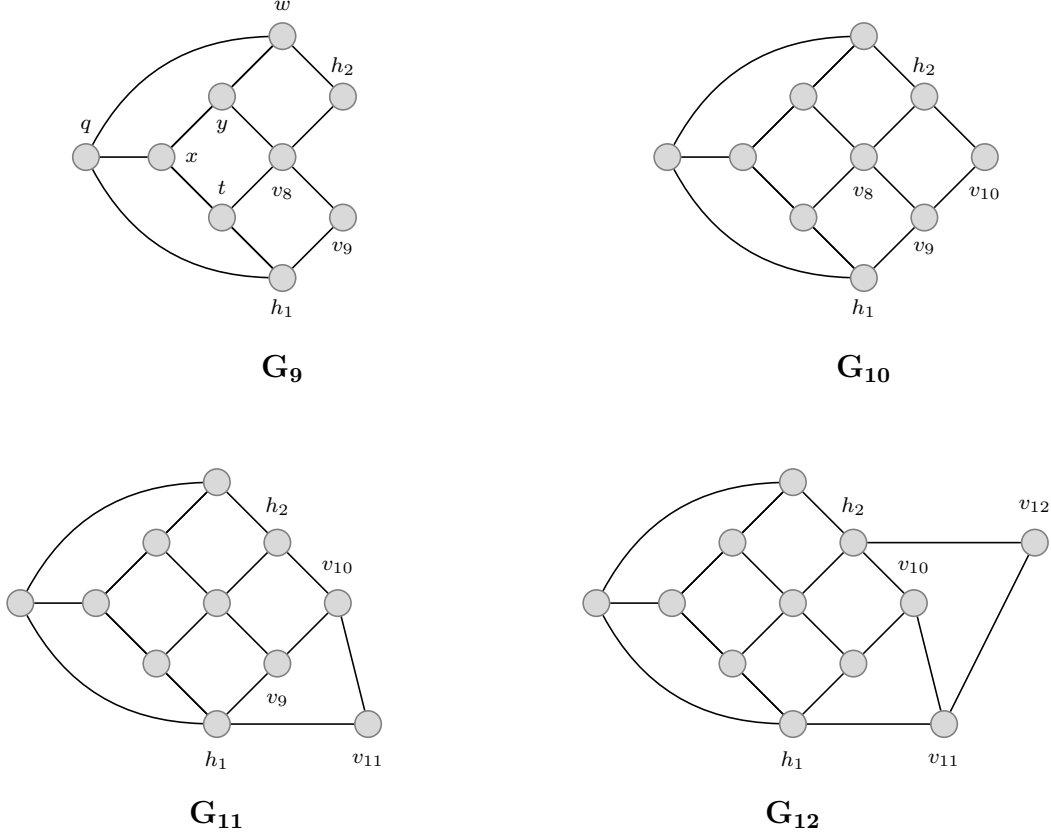 w
h₂
q
y
x
t
v₈
v₉
h₁
G₉
h₂
v₈
v₁₀
v₉
h₁
G₁₀
h₂
v₁₀
v₉
h₁
v₁₁
G₁₁
v₁₂
h₂
v₁₀
h₁
v₁₁
G₁₂